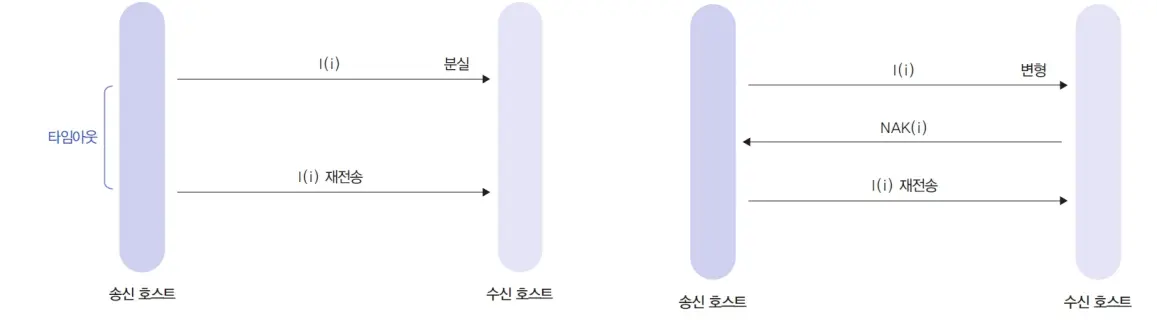 I(i) 분실
타임아웃
I(i) 재전송
송신 호스트
수신 호스트
I(i) 변형
NAK(i)
I(i) 재전송
송신 호스트
수신 호스트